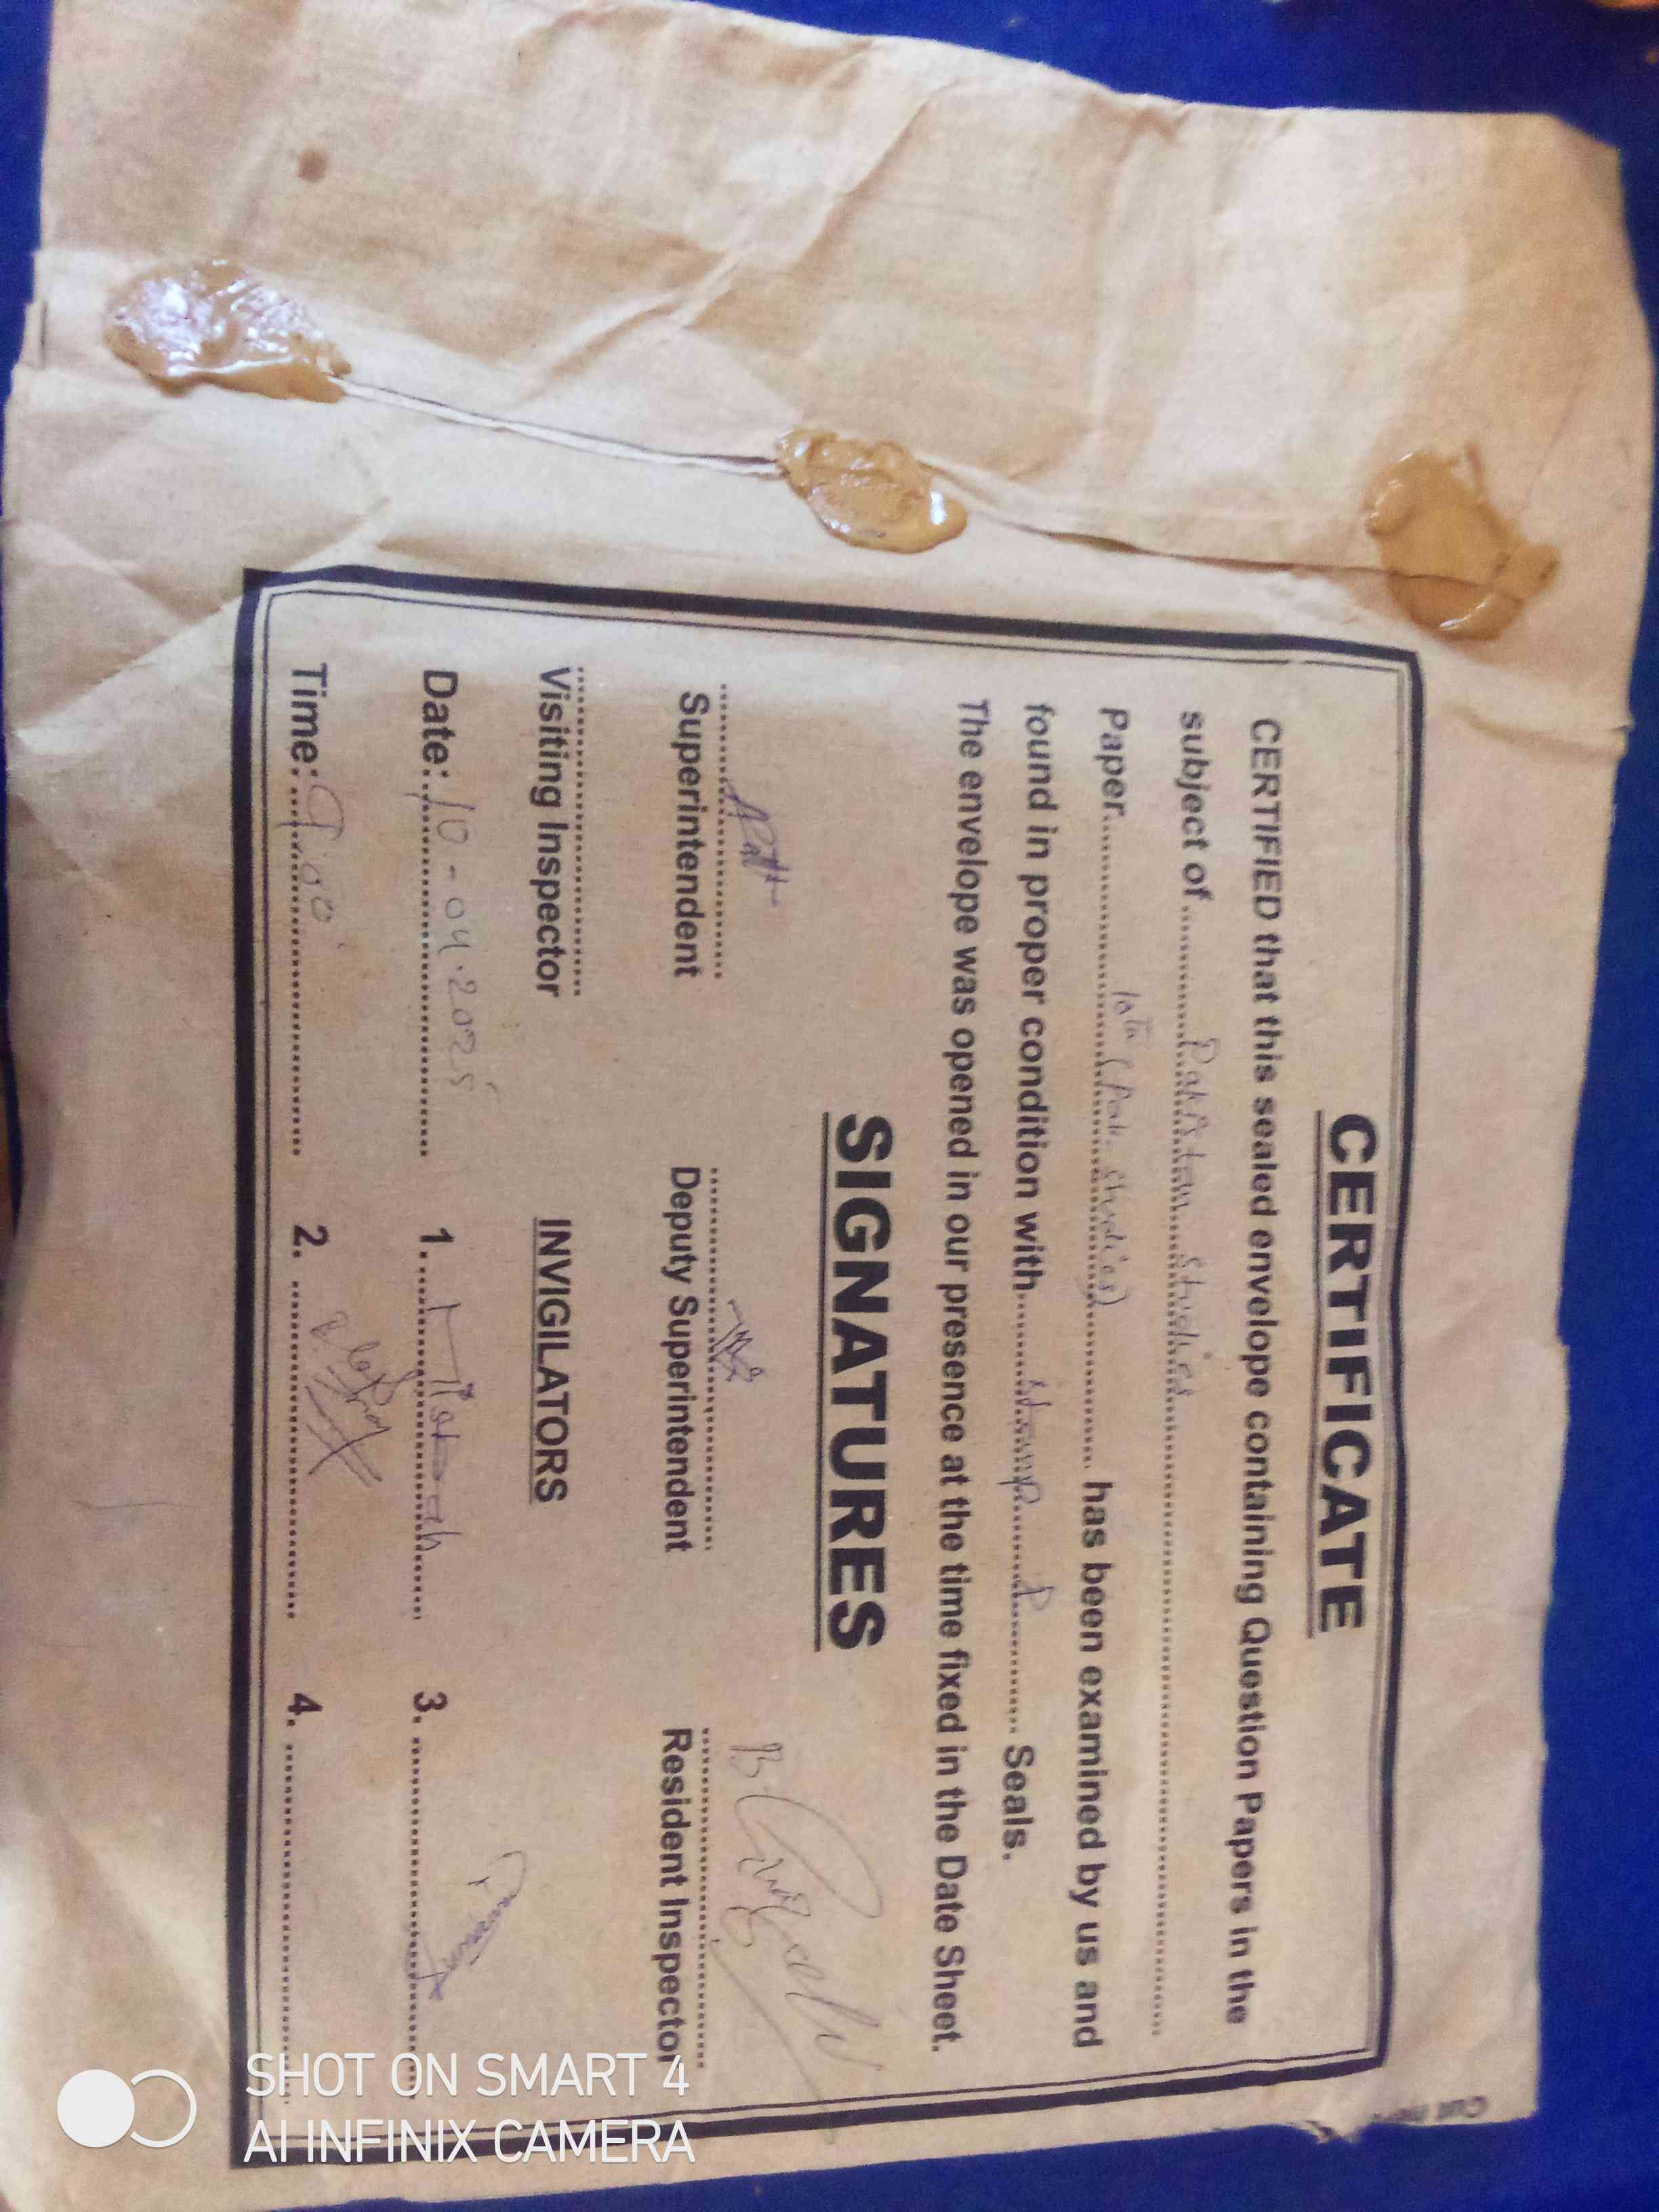 CERTIFICATE
CERTIFIED that this sealed envelope containing Question Papers in the
subject of Pakistan Studies
Paper 10th (Pak. studies) has been examined by us and
found in proper condition with stamp Seals.
The envelope was opened in our presence at the time fixed in the Date Sheet.
SIGNATURES
Superintendent Deputy Superintendent Resident Inspector
Visiting Inspector INVIGILATORS
Date: 10-04-2025 1. 3.
Time: 9:00 2. 4.
Cut
SHOT ON SMART 4
AI INFINIX CAMERA